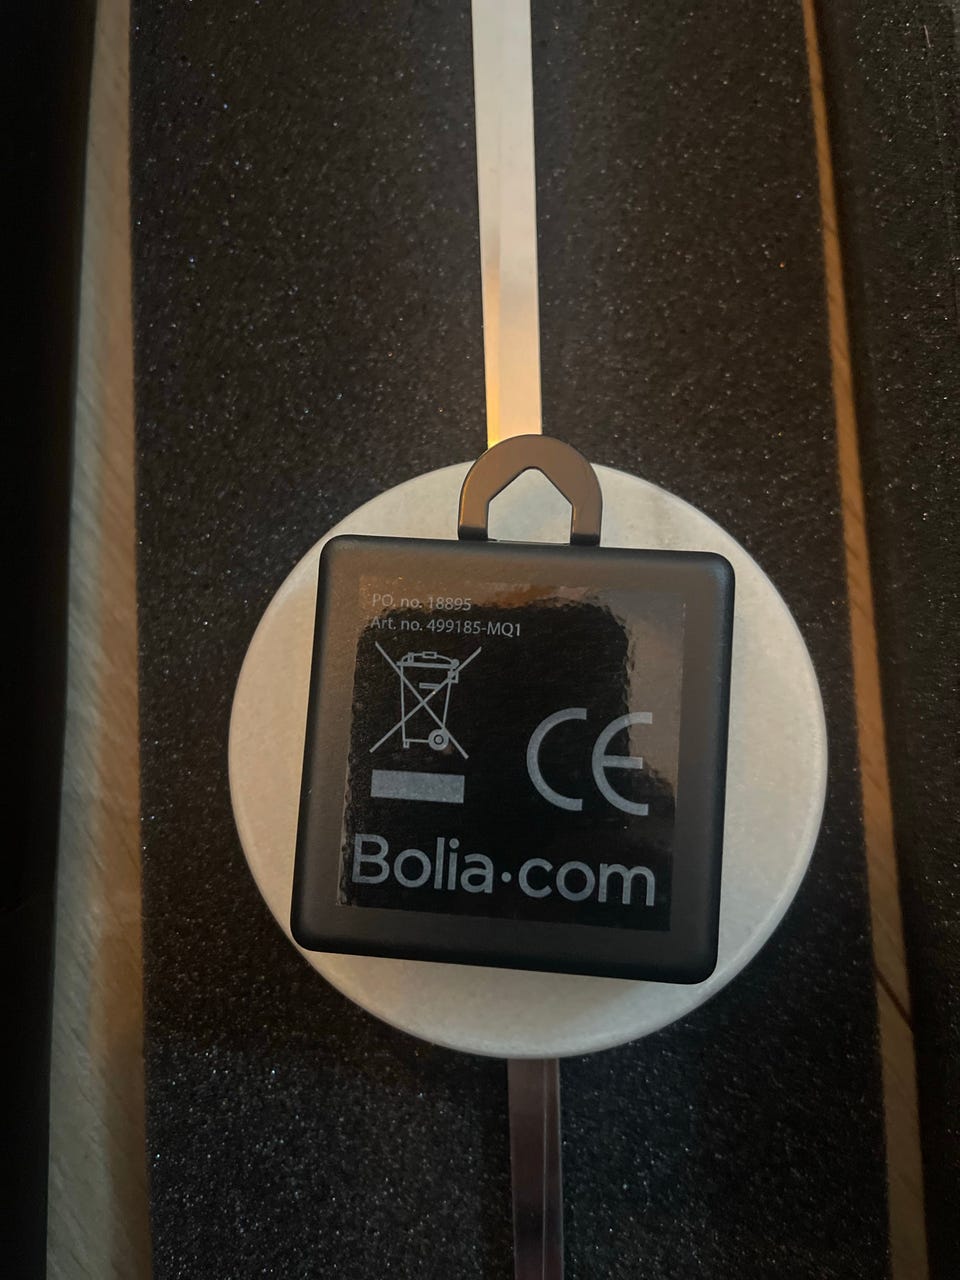 PO. no. 18895
Art. no. 499185-MQ1
CE
Bolia·com